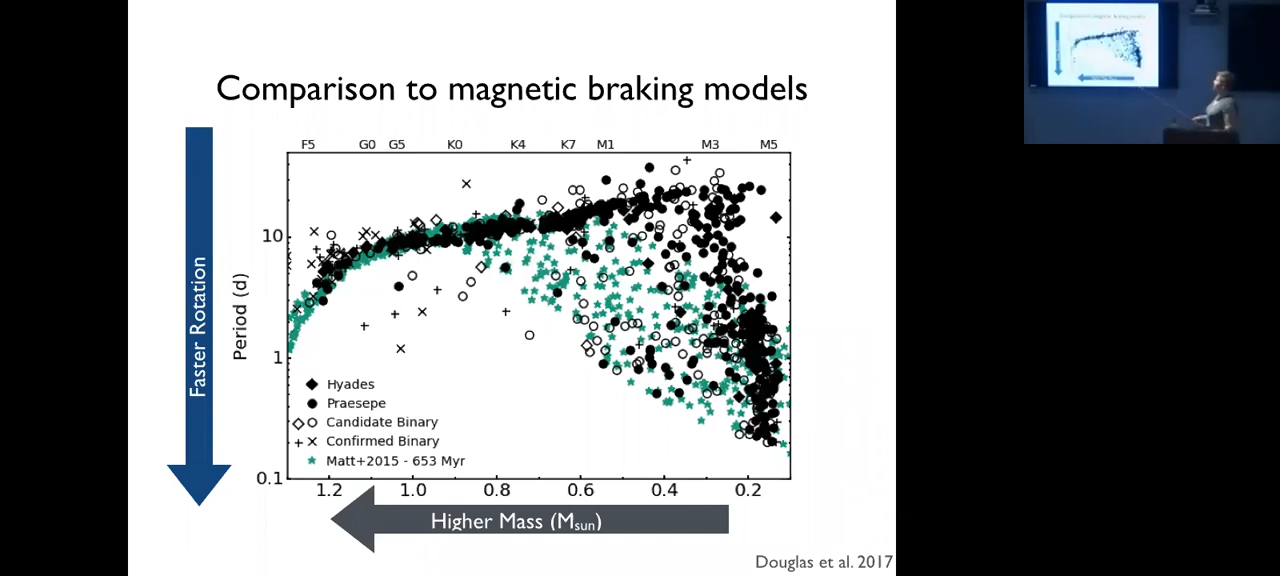 Comparison to magnetic braking models
F5 G0 G5 K0 K4 K7 M1 M3 M5
Faster Rotation
Period (d)
10
1
0.1
Hyades
Praesepe
Candidate Binary
Confirmed Binary
Matt+2015 - 653 Myr
1.2 1.0 0.8 0.6 0.4 0.2
Higher Mass (Msun)
Douglas et al. 2017